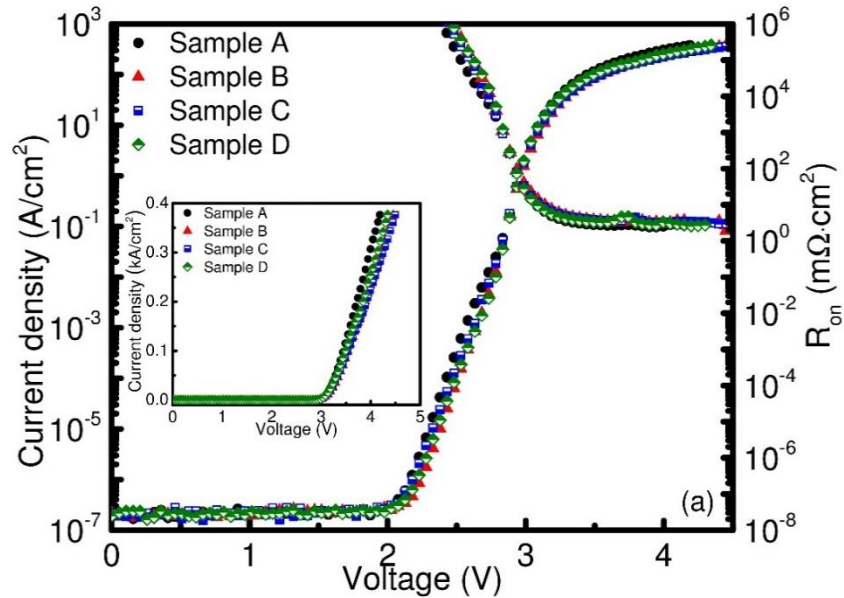 Sample A
Sample B
Sample C
Sample D
10^3
10^1
10^-1
10^-3
10^-5
10^-7
Current density (A/cm²)
0.4
0.3
0.2
0.1
0.0
Current density (kA/cm²)
Sample A
Sample B
Sample C
Sample D
0 1 2 3 4 5
Voltage (V)
10^6
10^4
10^2
10^0
10^-2
10^-4
10^-6
10^-8
R_on (mΩ·cm²)
(a)
0 1 2 3 4
Voltage (V)